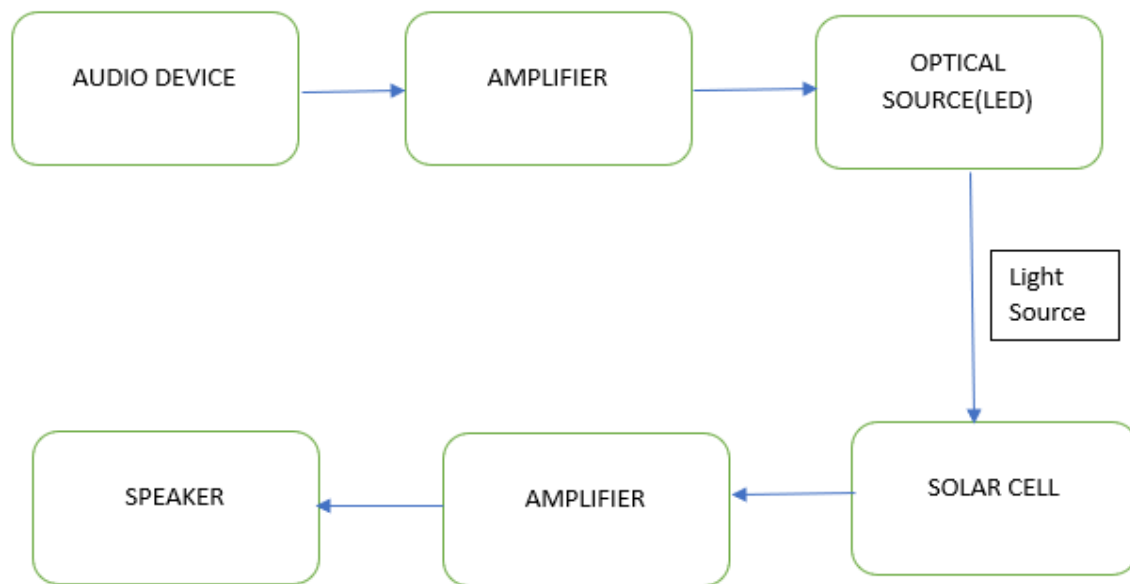 AUDIO DEVICE
AMPLIFIER
OPTICAL
SOURCE(LED)
Light
Source
SPEAKER
AMPLIFIER
SOLAR CELL